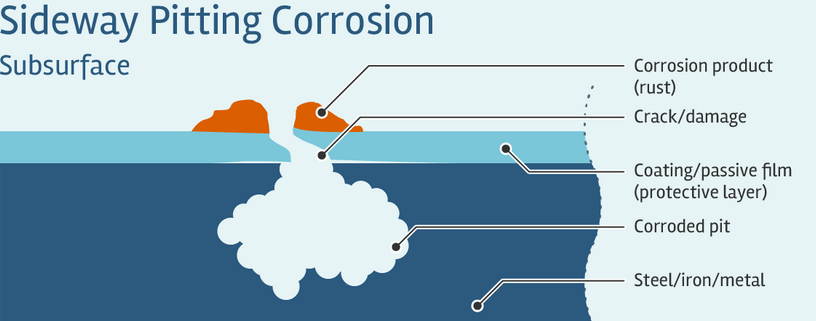 Sideway Pitting Corrosion
Subsurface
Corrosion product
(rust)
Crack/damage
Coating/passive film
(protective layer)
Corroded pit
Steel/iron/metal